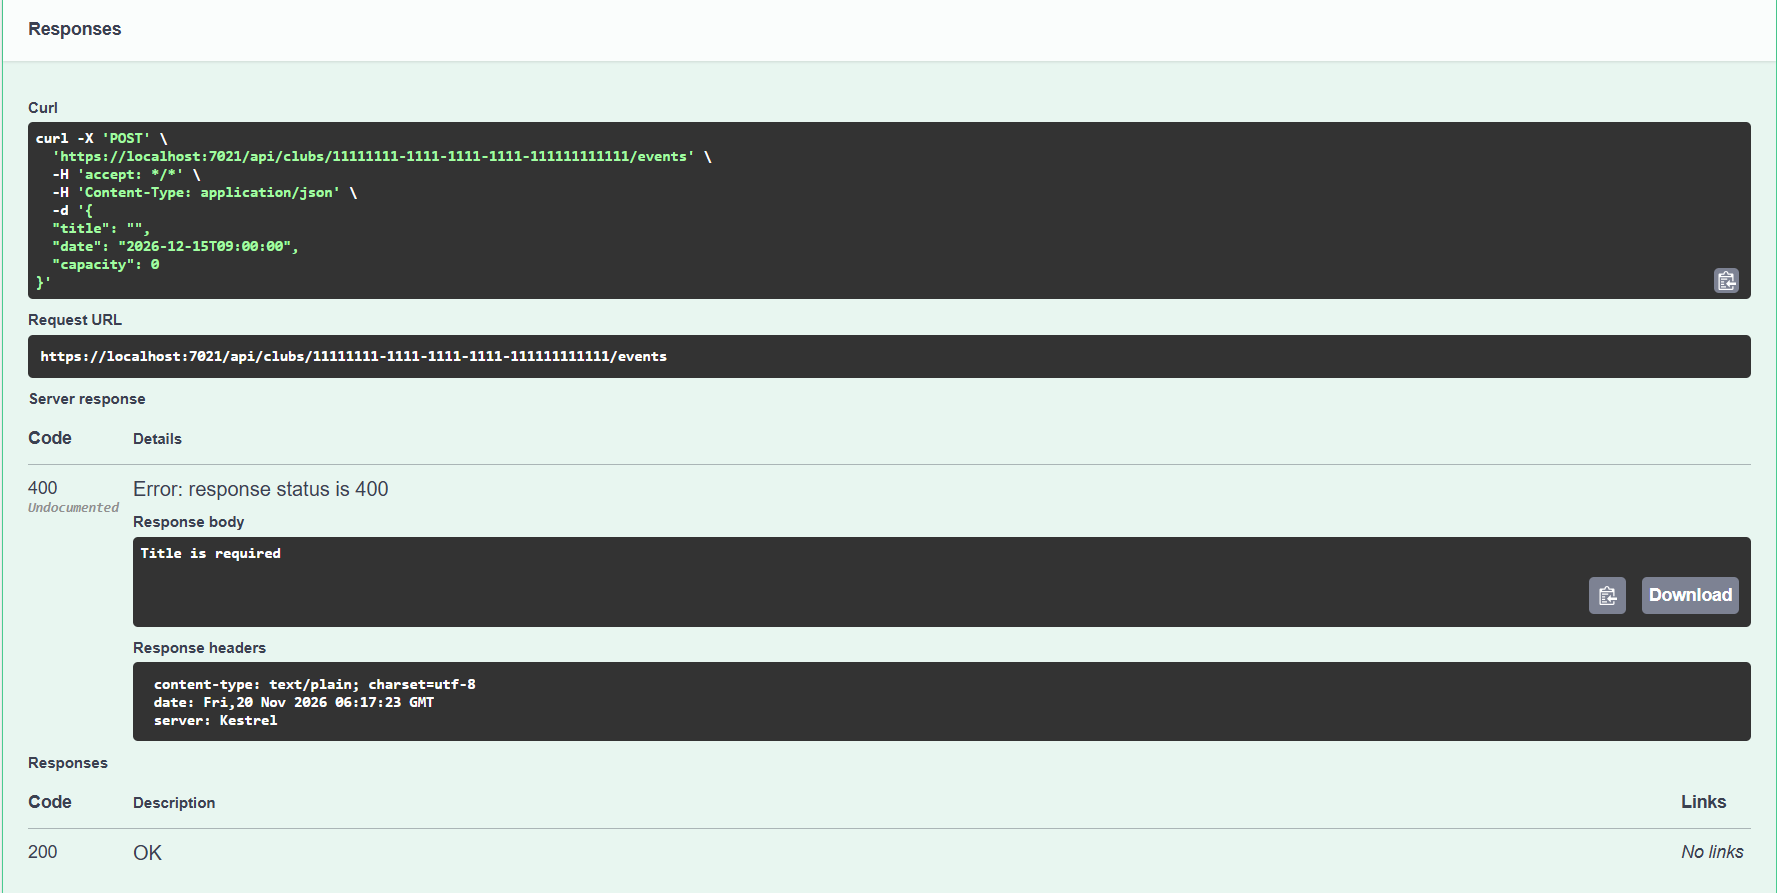 Responses
Curl
curl -X 'POST' \
'https://localhost:7021/api/clubs/11111111-1111-1111-1111-111111111111/events' \
-H 'accept: */*' \
-H 'Content-Type: application/json' \
-d '{
"title": "",
"date": "2026-12-15T09:00:00",
"capacity": 0
}'
Request URL
https://localhost:7021/api/clubs/11111111-1111-1111-1111-111111111111/events
Server response
Code Details
400 Error: response status is 400
Undocumented
Response body
Title is required
Download
Response headers
content-type: text/plain; charset=utf-8
date: Fri,20 Nov 2026 06:17:23 GMT
server: Kestrel
Responses
Code Description Links
200 OK No links